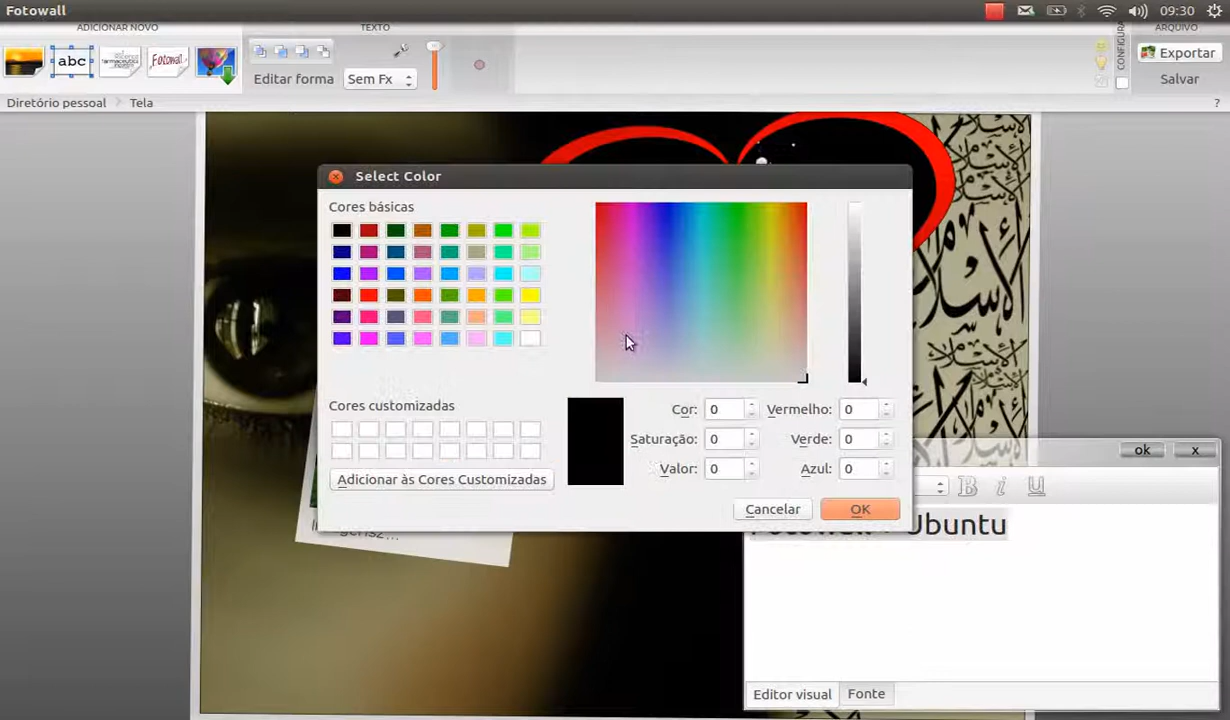 Fotowall
09:30
ADICIONAR NOVO
TEXTO
CONFIGURA
ARQUIVO
abc
Fotowall
Exportar
Editar forma
Sem Fx
Salvar
Diretório pessoal
Tela
?
Select Color
Cores básicas
Cores customizadas
Cor: 0
Vermelho: 0
Saturação: 0
Verde: 0
Valor: 0
Azul: 0
Adicionar às Cores Customizadas
Cancelar
OK
ok
x
B i U
Fotowall - Ubuntu
Editor visual
Fonte